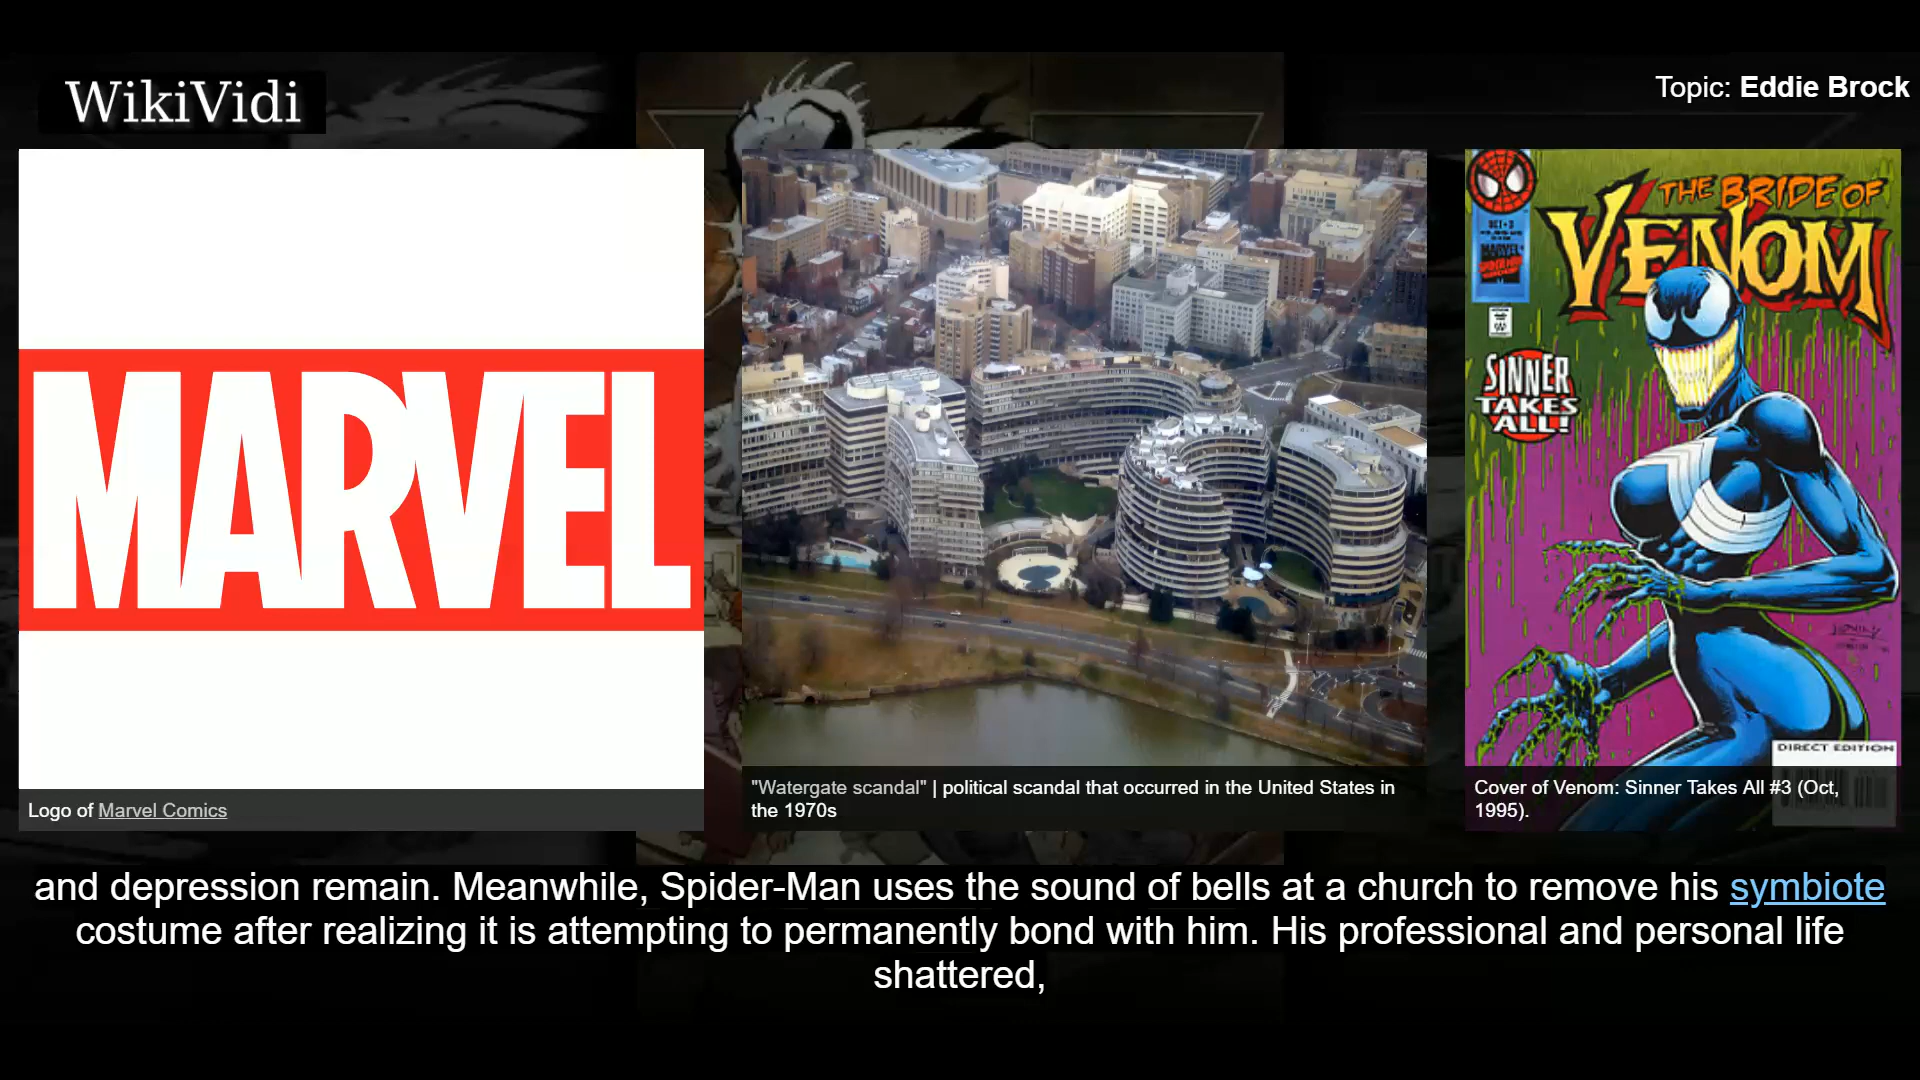 WikiVidi
Topic: Eddie Brock
MARVEL
Logo of Marvel Comics
"Watergate scandal" | political scandal that occurred in the United States in
the 1970s
THE BRIDE OF
VENOM
SINNER
TAKES
ALL!
DIRECT EDITION
Cover of Venom: Sinner Takes All #3 (Oct,
1995).
and depression remain. Meanwhile, Spider-Man uses the sound of bells at a church to remove his symbiote
costume after realizing it is attempting to permanently bond with him. His professional and personal life
shattered,